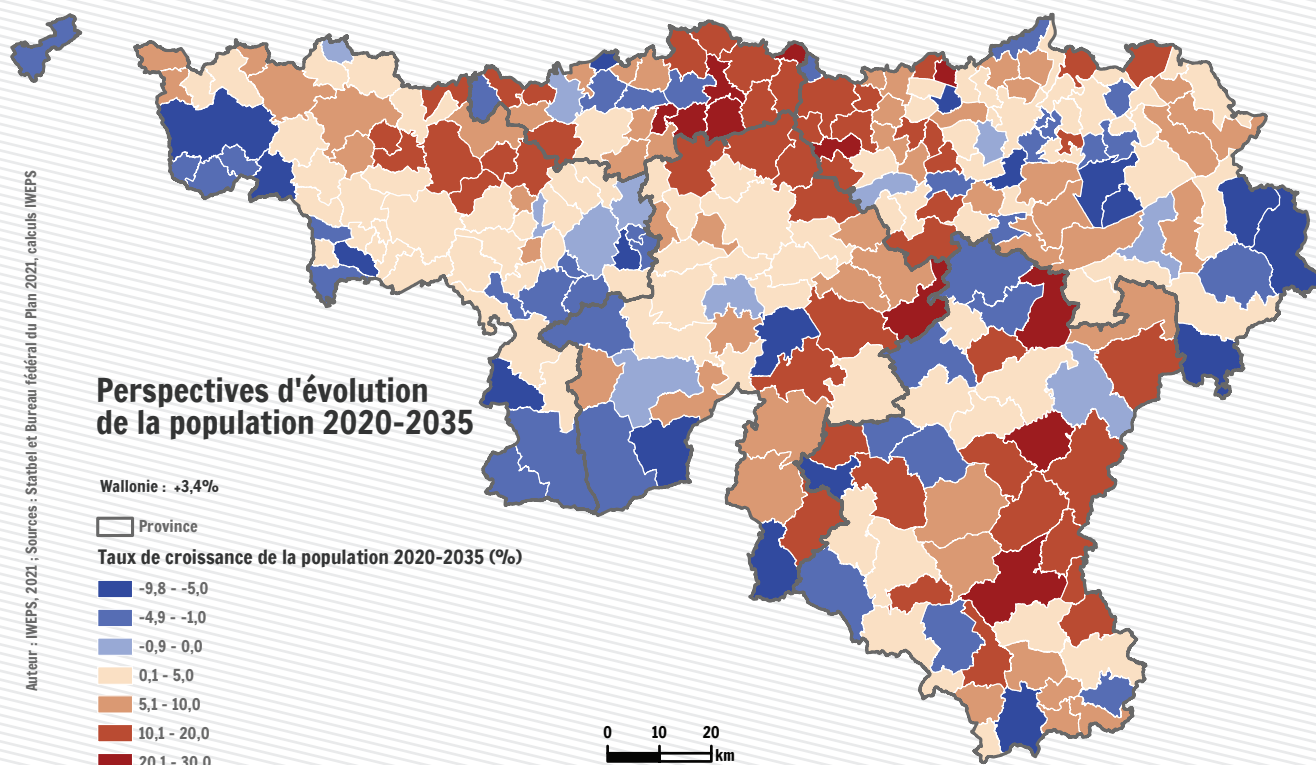 Perspectives d'évolution
de la population 2020-2035
Wallonie : +3,4%
Province
Taux de croissance de la population 2020-2035 (%)
-9,8 - -5,0
-4,9 - -1,0
-0,9 - 0,0
0,1 - 5,0
5,1 - 10,0
10,1 - 20,0
20,1 - 30,0
0 10 20
km
Auteur : IWEPS, 2021 ; Sources : Statbel et Bureau fédéral du Plan 2021, calculs IWEPS